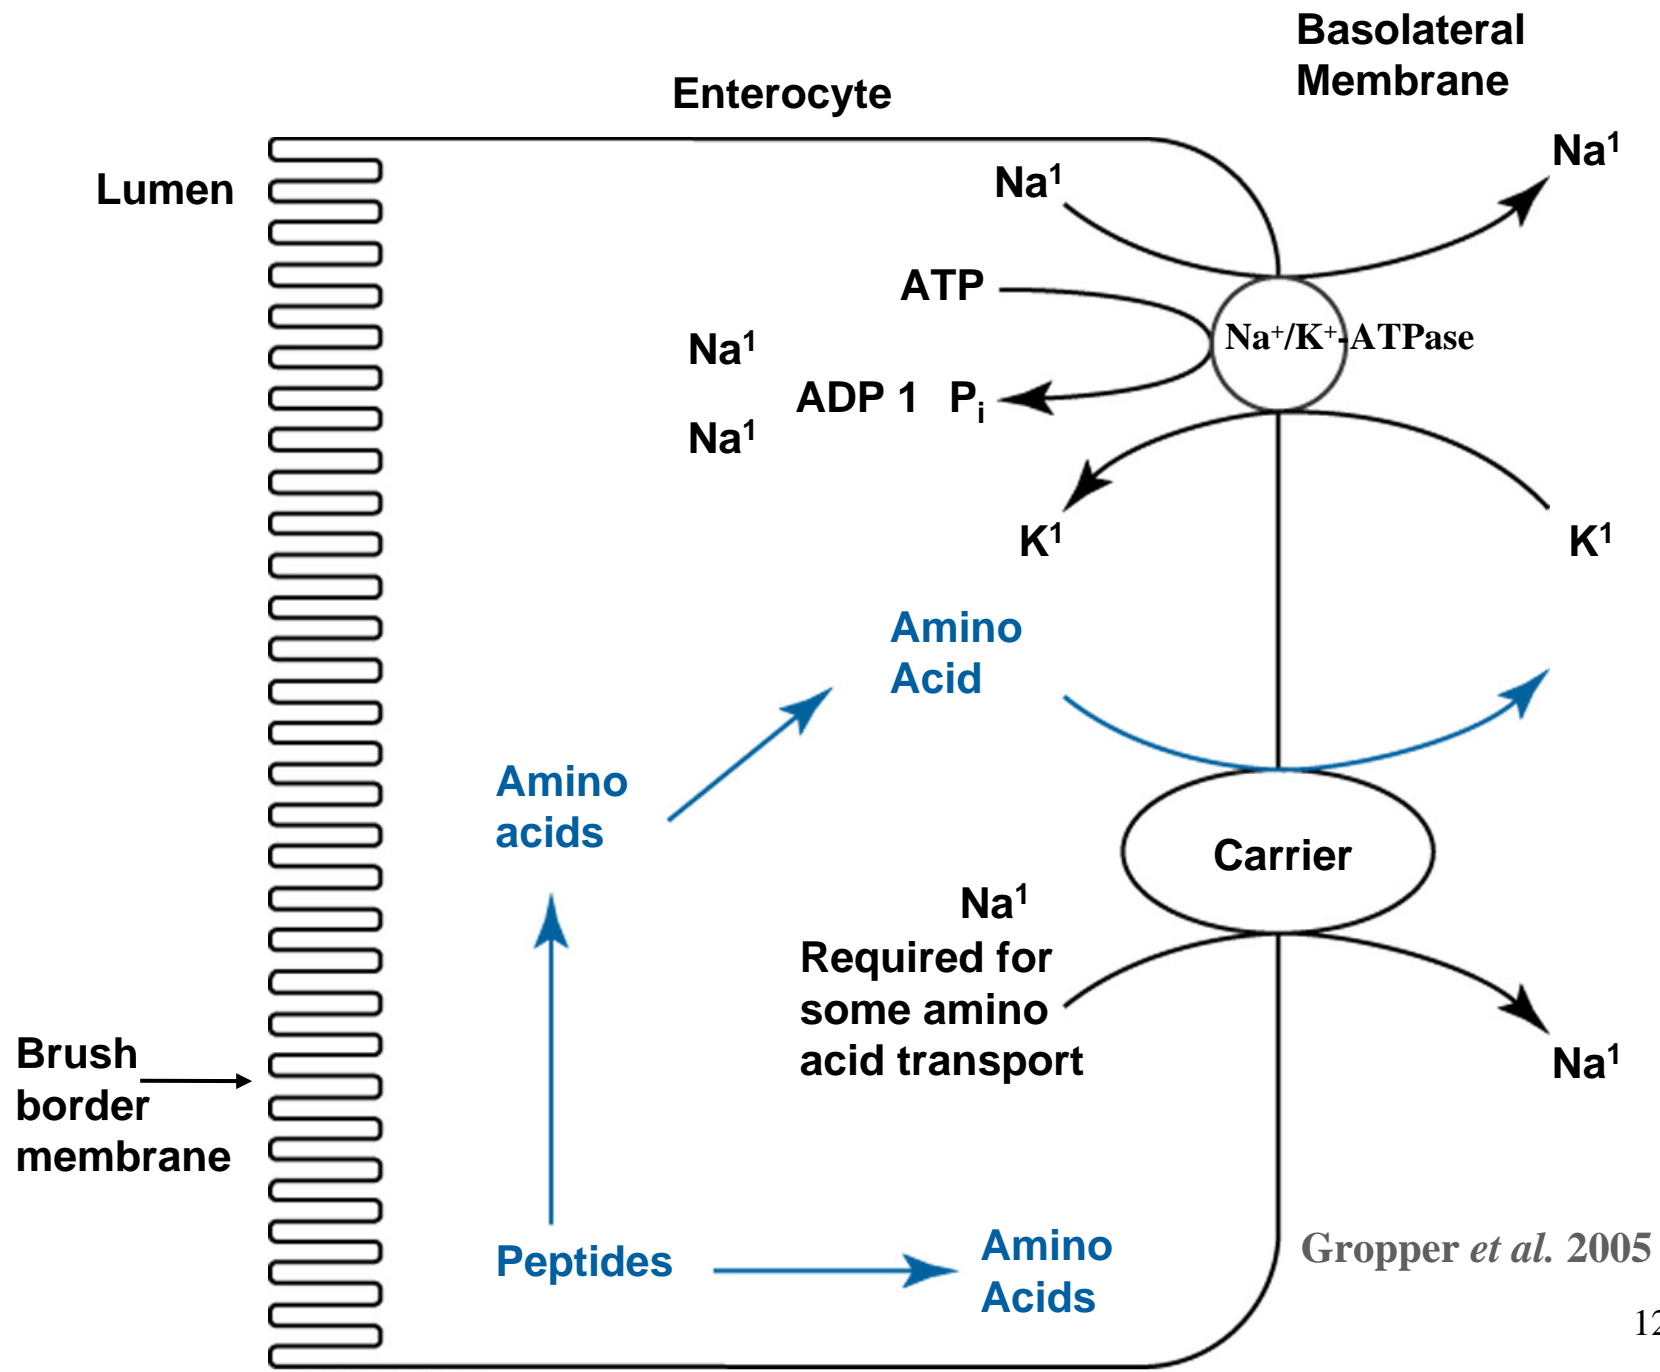 Basolateral
Membrane
Enterocyte
Lumen
Na¹
Na¹
ATP
Na⁺/K⁺-ATPase
Na¹
ADP 1 Pᵢ
Na¹
K¹
K¹
Amino
Acid
Amino
acids
Carrier
Na¹
Required for
some amino
acid transport
Na¹
Brush
border
membrane
Peptides
Amino
Acids
Gropper et al. 2005
12